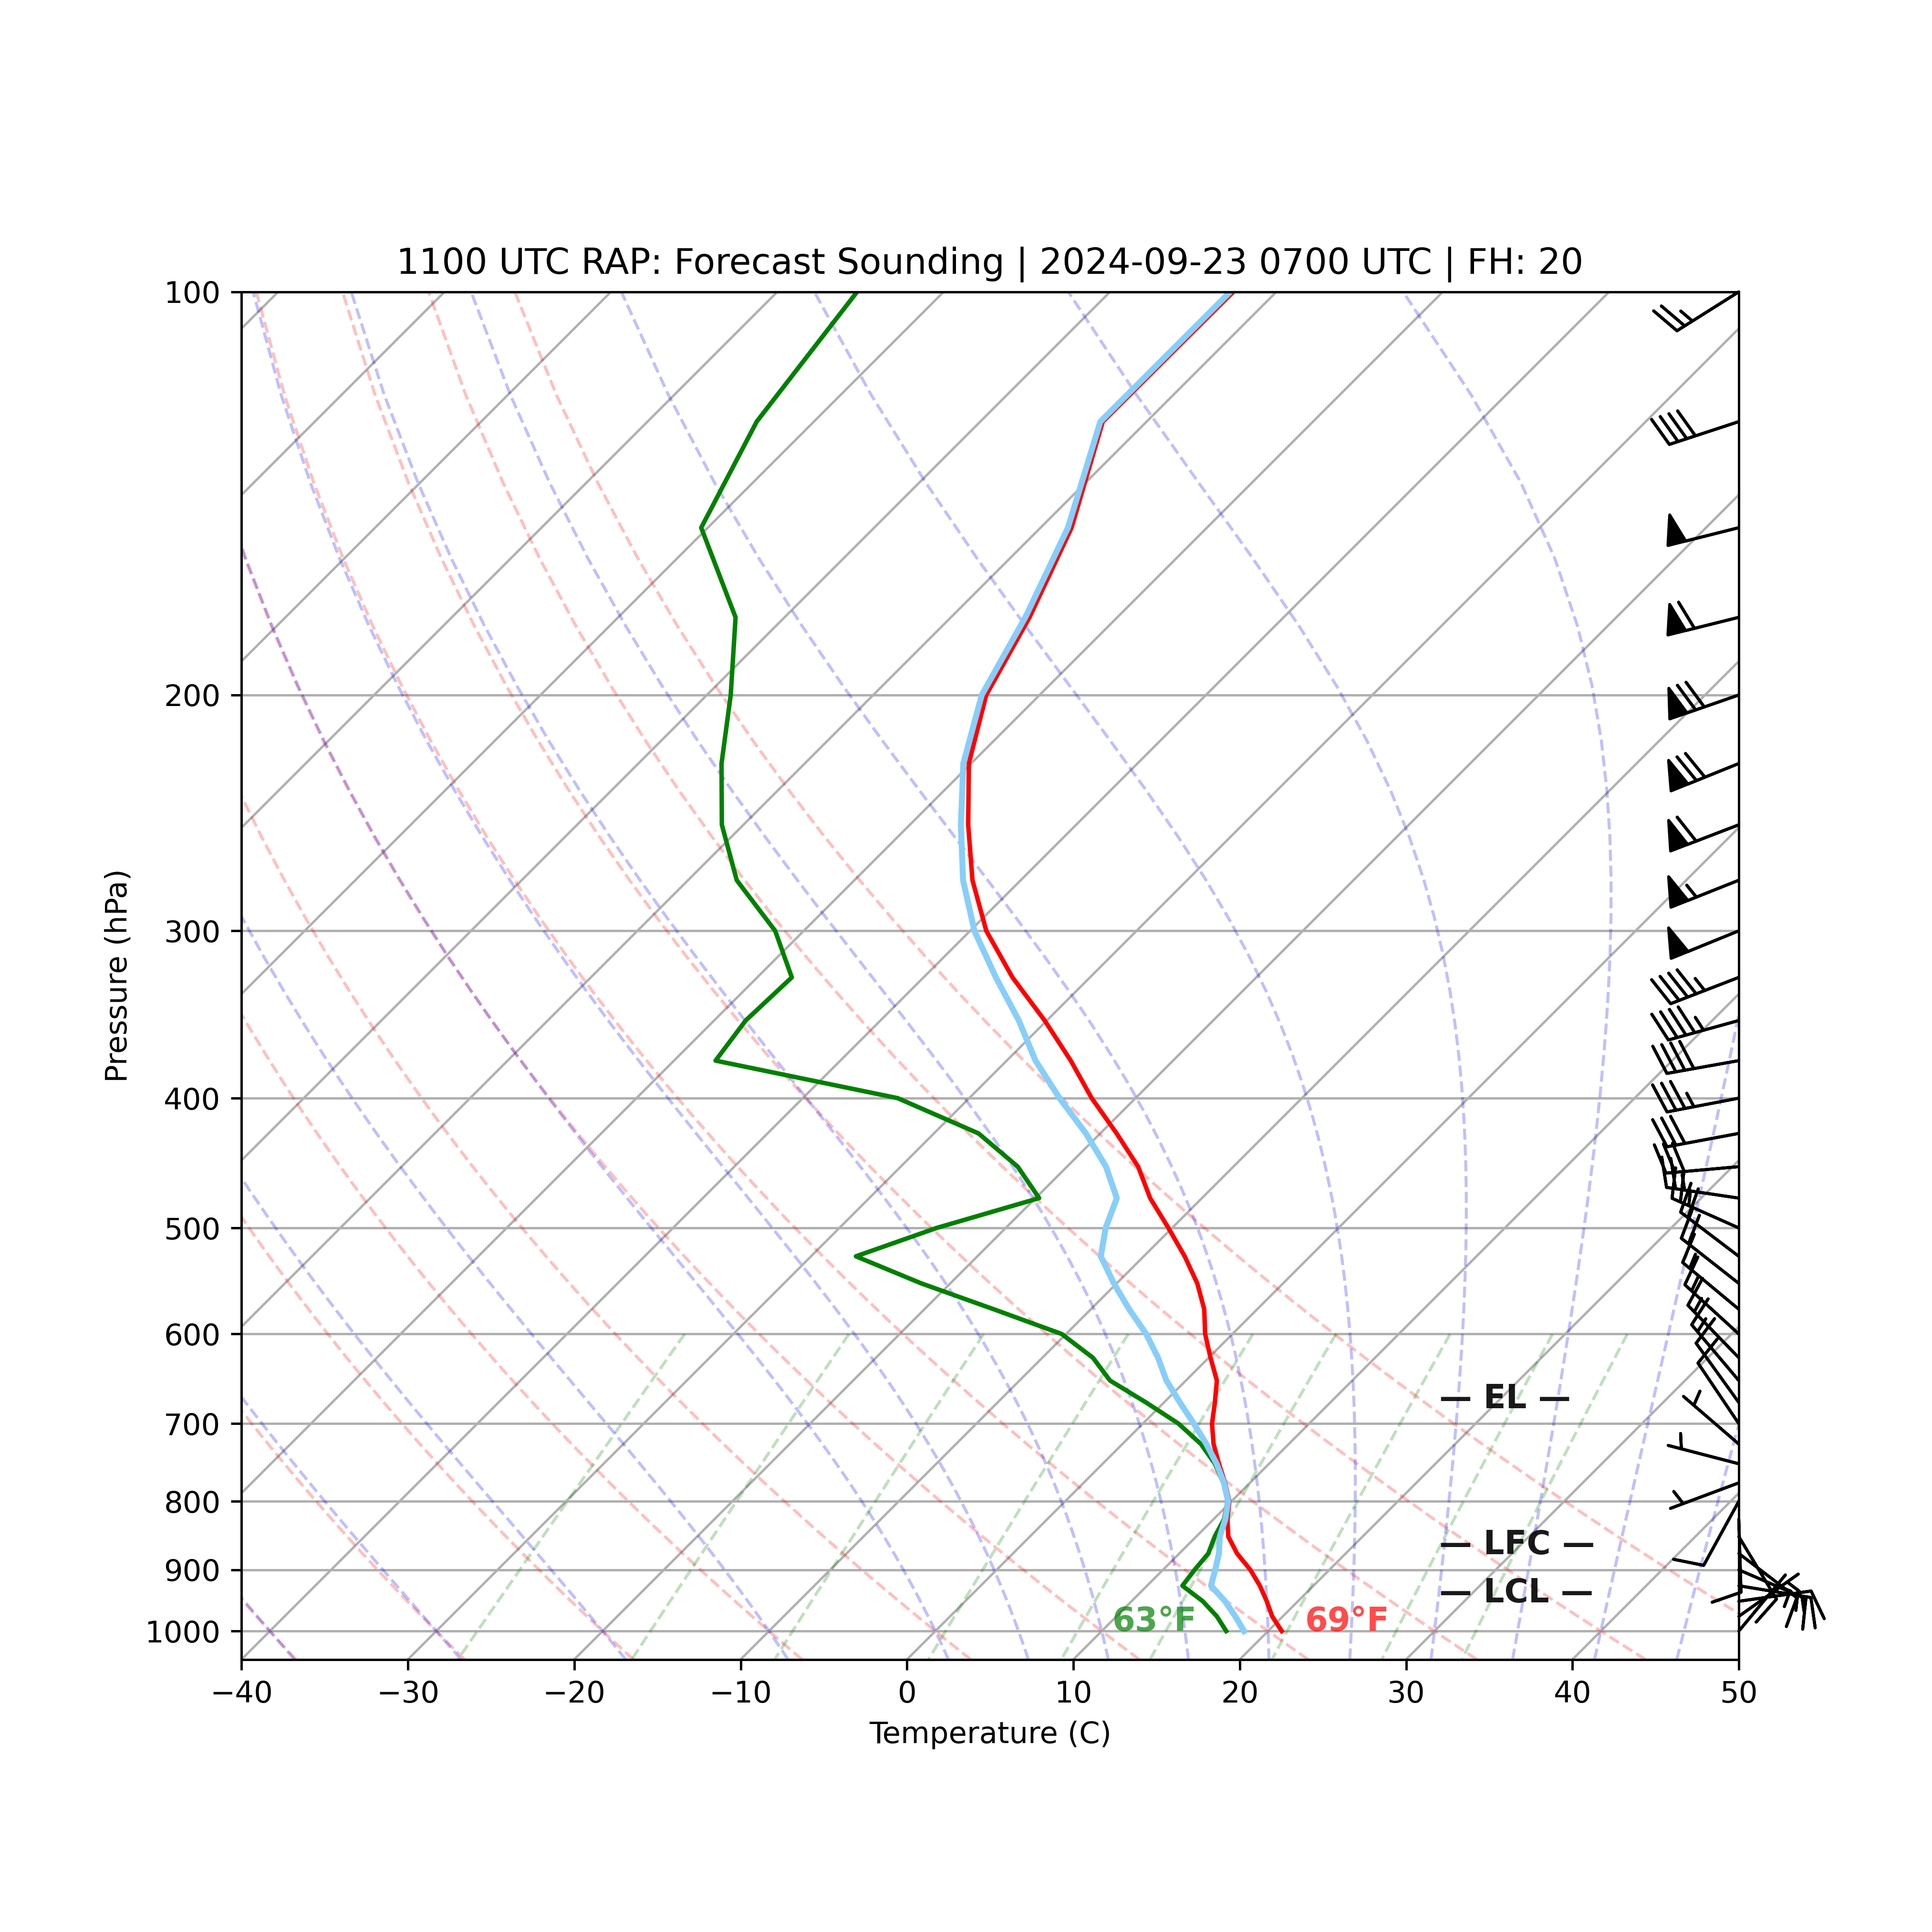 1100 UTC RAP: Forecast Sounding | 2024-09-23 0700 UTC | FH: 20
100
200
300
400
500
600
700
800
900
1000
Pressure (hPa)
— EL —
— LFC —
— LCL —
63°F
69°F
−40
−30
−20
−10
0
10
20
30
40
50
Temperature (C)